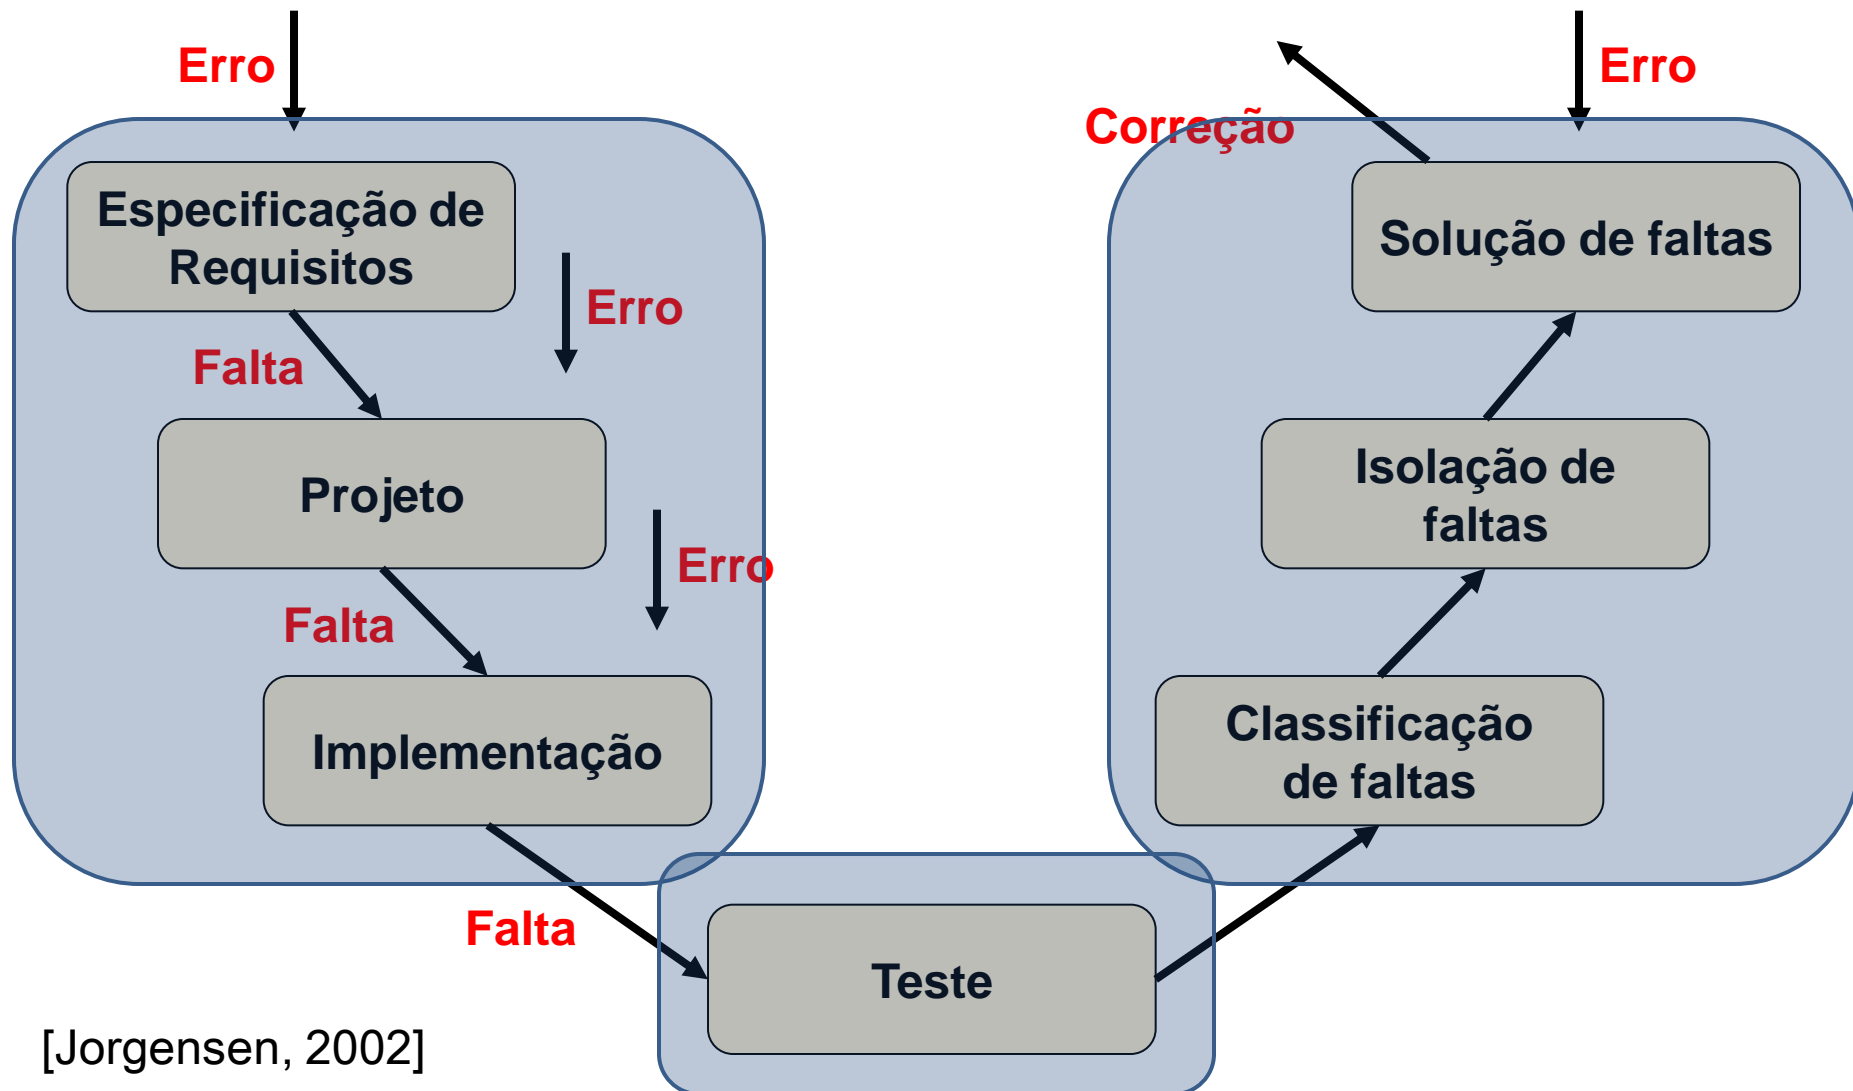 Erro
Especificação de
Requisitos
Erro
Falta
Projeto
Erro
Falta
Implementação
Falta
Teste
Classificação
de faltas
Isolação de
faltas
Solução de faltas
Correção
Erro
[Jorgensen, 2002]